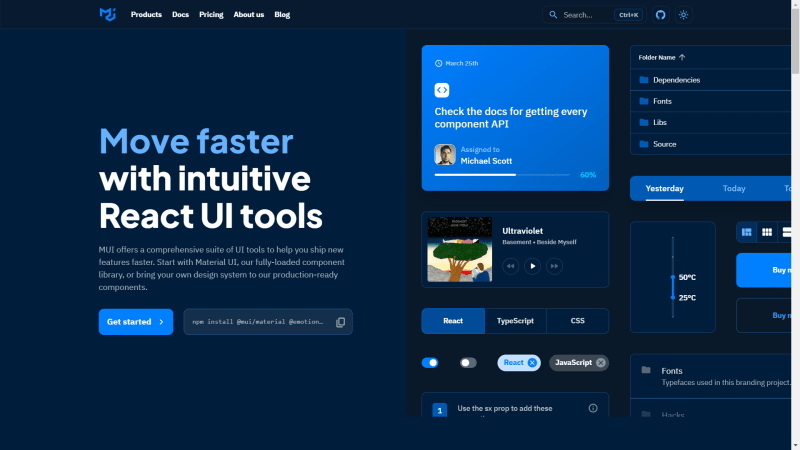 Products Docs Pricing About us Blog
Search... Ctrl+K
Move faster
with intuitive
React UI tools
MUI offers a comprehensive suite of UI tools to help you ship new
features faster. Start with Material UI, our fully-loaded component
library, or bring your own design system to our production-ready
components.
Get started
npm install @mui/material @emotion…
March 25th
Check the docs for getting every
component API
Assigned to
Michael Scott
60%
Ultraviolet
Basement • Beside Myself
React TypeScript CSS
React JavaScript
1 Use the sx prop to add these
Folder Name
Dependencies
Fonts
Libs
Source
Yesterday Today To
50ºC
25ºC
Buy n
Buy n
Fonts
Typefaces used in this branding project.
Hacks